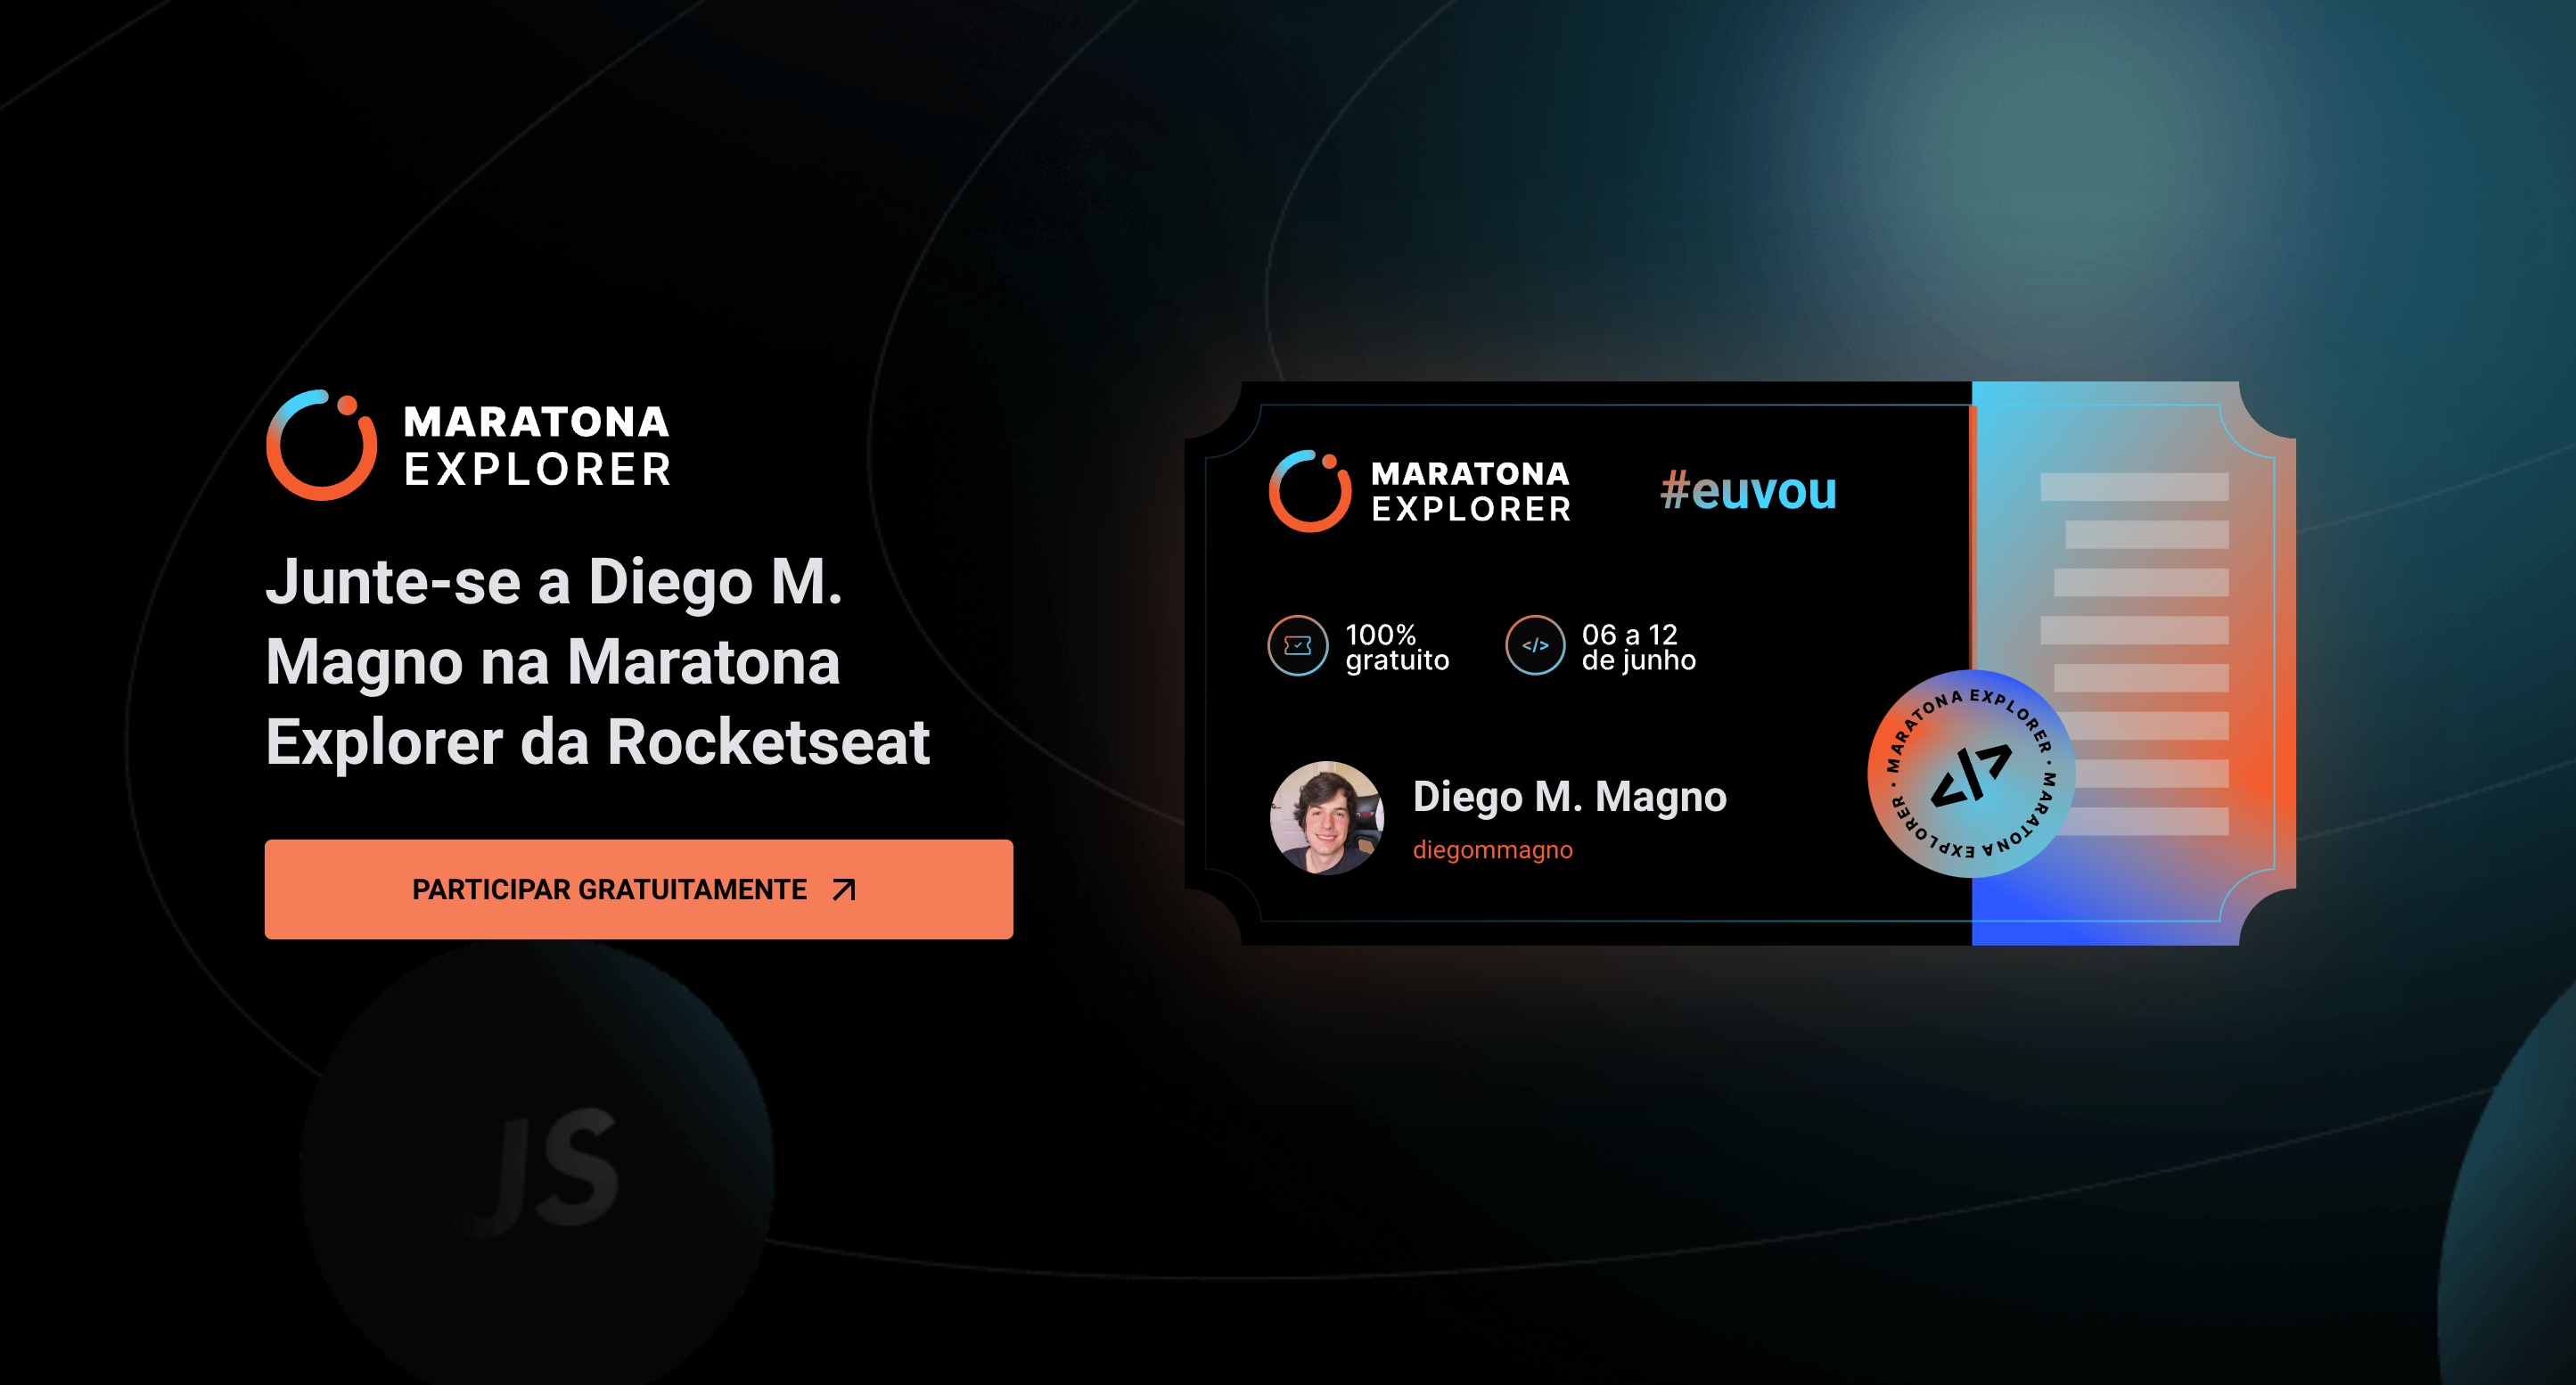 MARATONA
EXPLORER
Junte-se a Diego M.
Magno na Maratona
Explorer da Rocketseat
PARTICIPAR GRATUITAMENTE
JS
MARATONA
EXPLORER
#euvou
100%
gratuito
</>
06 a 12
de junho
Diego M. Magno
diegommagno
MARATONA EXPLORER • MARATONA EXPLORER •
</>